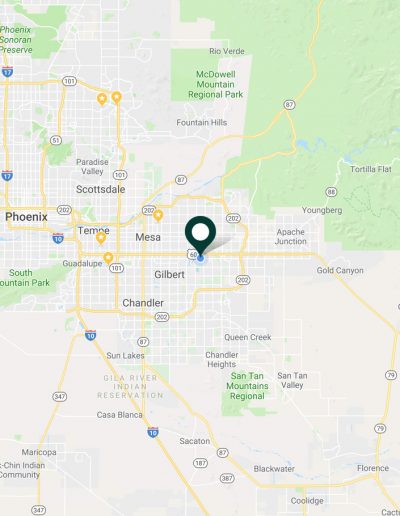 Phoenix
Sonoran
Preserve
Rio Verde
17
101
101
McDowell
Mountain
Regional Park
87
Fountain Hills
51
17
Paradise
Valley
87
Tortilla Flat
Scottsdale
Phoenix
202
202
202
Youngberg
10
Tempe
Mesa
Apache
Junction
60
Guadalupe
101
Gold Canyon
South
Mountain Park
Gilbert
202
Chandler
202
10
Queen Creek
Sun Lakes
Chandler
Heights
GILA RIVER
INDIAN
RESERVATION
San Tan
Mountains
Regional
San Tan
Valley
79
347
Casa Blanca
10
Sacaton
Maricopa
k-Chin Indian
Community
347
187
87
Blackwater
Florence
Cactu
Coolidge
79